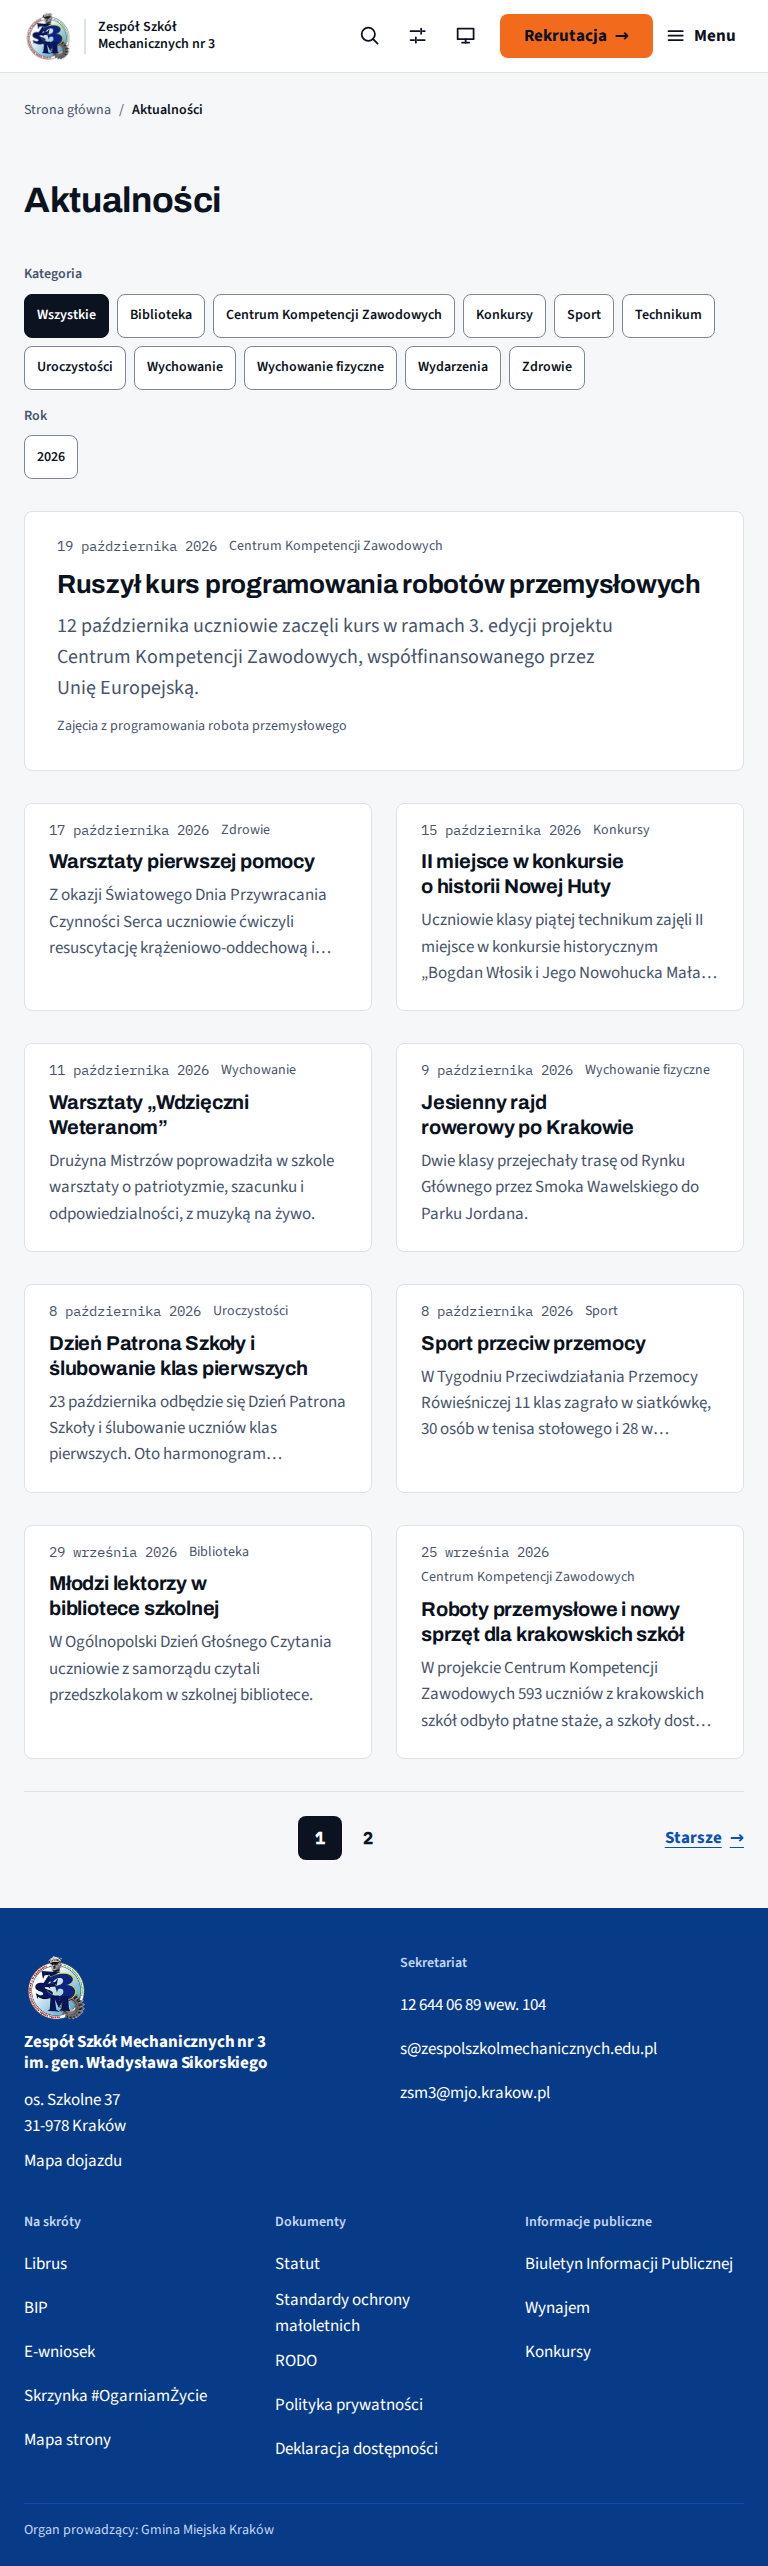 Zespół Szkół
Mechanicznych nr 3
Rekrutacja →
Menu
Strona główna / Aktualności
Aktualności
Kategoria
Wszystkie
Biblioteka
Centrum Kompetencji Zawodowych
Konkursy
Sport
Technikum
Uroczystości
Wychowanie
Wychowanie fizyczne
Wydarzenia
Zdrowie
Rok
2026
19 października 2026 Centrum Kompetencji Zawodowych
Ruszył kurs programowania robotów przemysłowych
12 października uczniowie zaczęli kurs w ramach 3. edycji projektu
Centrum Kompetencji Zawodowych, współfinansowanego przez
Unię Europejską.
Zajęcia z programowania robota przemysłowego
17 października 2026 Zdrowie
Warsztaty pierwszej pomocy
Z okazji Światowego Dnia Przywracania
Czynności Serca uczniowie ćwiczyli
resuscytację krążeniowo-oddechową i…
15 października 2026 Konkursy
II miejsce w konkursie
o historii Nowej Huty
Uczniowie klasy piątej technikum zajęli II
miejsce w konkursie historycznym
„Bogdan Włosik i Jego Nowohucka Mała…
11 października 2026 Wychowanie
Warsztaty „Wdzięczni
Weteranom”
Drużyna Mistrzów poprowadziła w szkole
warsztaty o patriotyzmie, szacunku i
odpowiedzialności, z muzyką na żywo.
9 października 2026 Wychowanie fizyczne
Jesienny rajd
rowerowy po Krakowie
Dwie klasy przejechały trasę od Rynku
Głównego przez Smoka Wawelskiego do
Parku Jordana.
8 października 2026 Uroczystości
Dzień Patrona Szkoły i
ślubowanie klas pierwszych
23 października odbędzie się Dzień Patrona
Szkoły i ślubowanie uczniów klas
pierwszych. Oto harmonogram…
8 października 2026 Sport
Sport przeciw przemocy
W Tygodniu Przeciwdziałania Przemocy
Rówieśniczej 11 klas zagrało w siatkówkę,
30 osób w tenisa stołowego i 28 w…
29 września 2026 Biblioteka
Młodzi lektorzy w
bibliotece szkolnej
W Ogólnopolski Dzień Głośnego Czytania
uczniowie z samorządu czytali
przedszkolakom w szkolnej bibliotece.
25 września 2026
Centrum Kompetencji Zawodowych
Roboty przemysłowe i nowy
sprzęt dla krakowskich szkół
W projekcie Centrum Kompetencji
Zawodowych 593 uczniów z krakowskich
szkół odbyło płatne staże, a szkoły dost…
1 2
Starsze →
Zespół Szkół Mechanicznych nr 3
im. gen. Władysława Sikorskiego
os. Szkolne 37
31-978 Kraków
Mapa dojazdu
Sekretariat
12 644 06 89 wew. 104
s@zespolszkolmechanicznych.edu.pl
zsm3@mjo.krakow.pl
Na skróty
Librus
BIP
E-wniosek
Skrzynka #OgarniamŻycie
Mapa strony
Dokumenty
Statut
Standardy ochrony
małoletnich
RODO
Polityka prywatności
Deklaracja dostępności
Informacje publiczne
Biuletyn Informacji Publicznej
Wynajem
Konkursy
Organ prowadzący: Gmina Miejska Kraków